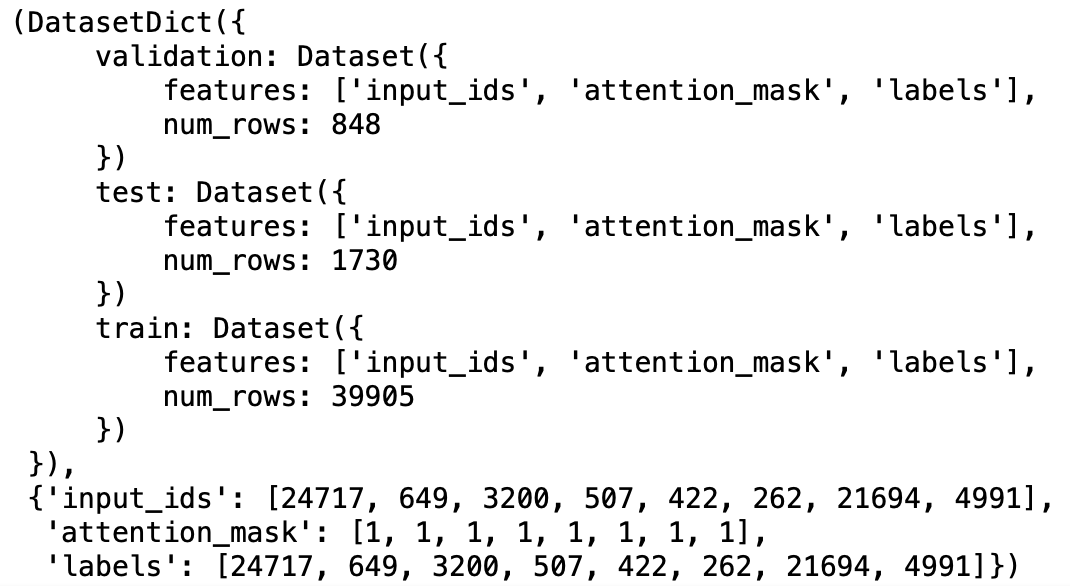 (DatasetDict({
     validation: Dataset({
         features: ['input_ids', 'attention_mask', 'labels'],
         num_rows: 848
     })
     test: Dataset({
         features: ['input_ids', 'attention_mask', 'labels'],
         num_rows: 1730
     })
     train: Dataset({
         features: ['input_ids', 'attention_mask', 'labels'],
         num_rows: 39905
     })
 }),
 {'input_ids': [24717, 649, 3200, 507, 422, 262, 21694, 4991],
  'attention_mask': [1, 1, 1, 1, 1, 1, 1, 1],
  'labels': [24717, 649, 3200, 507, 422, 262, 21694, 4991]})